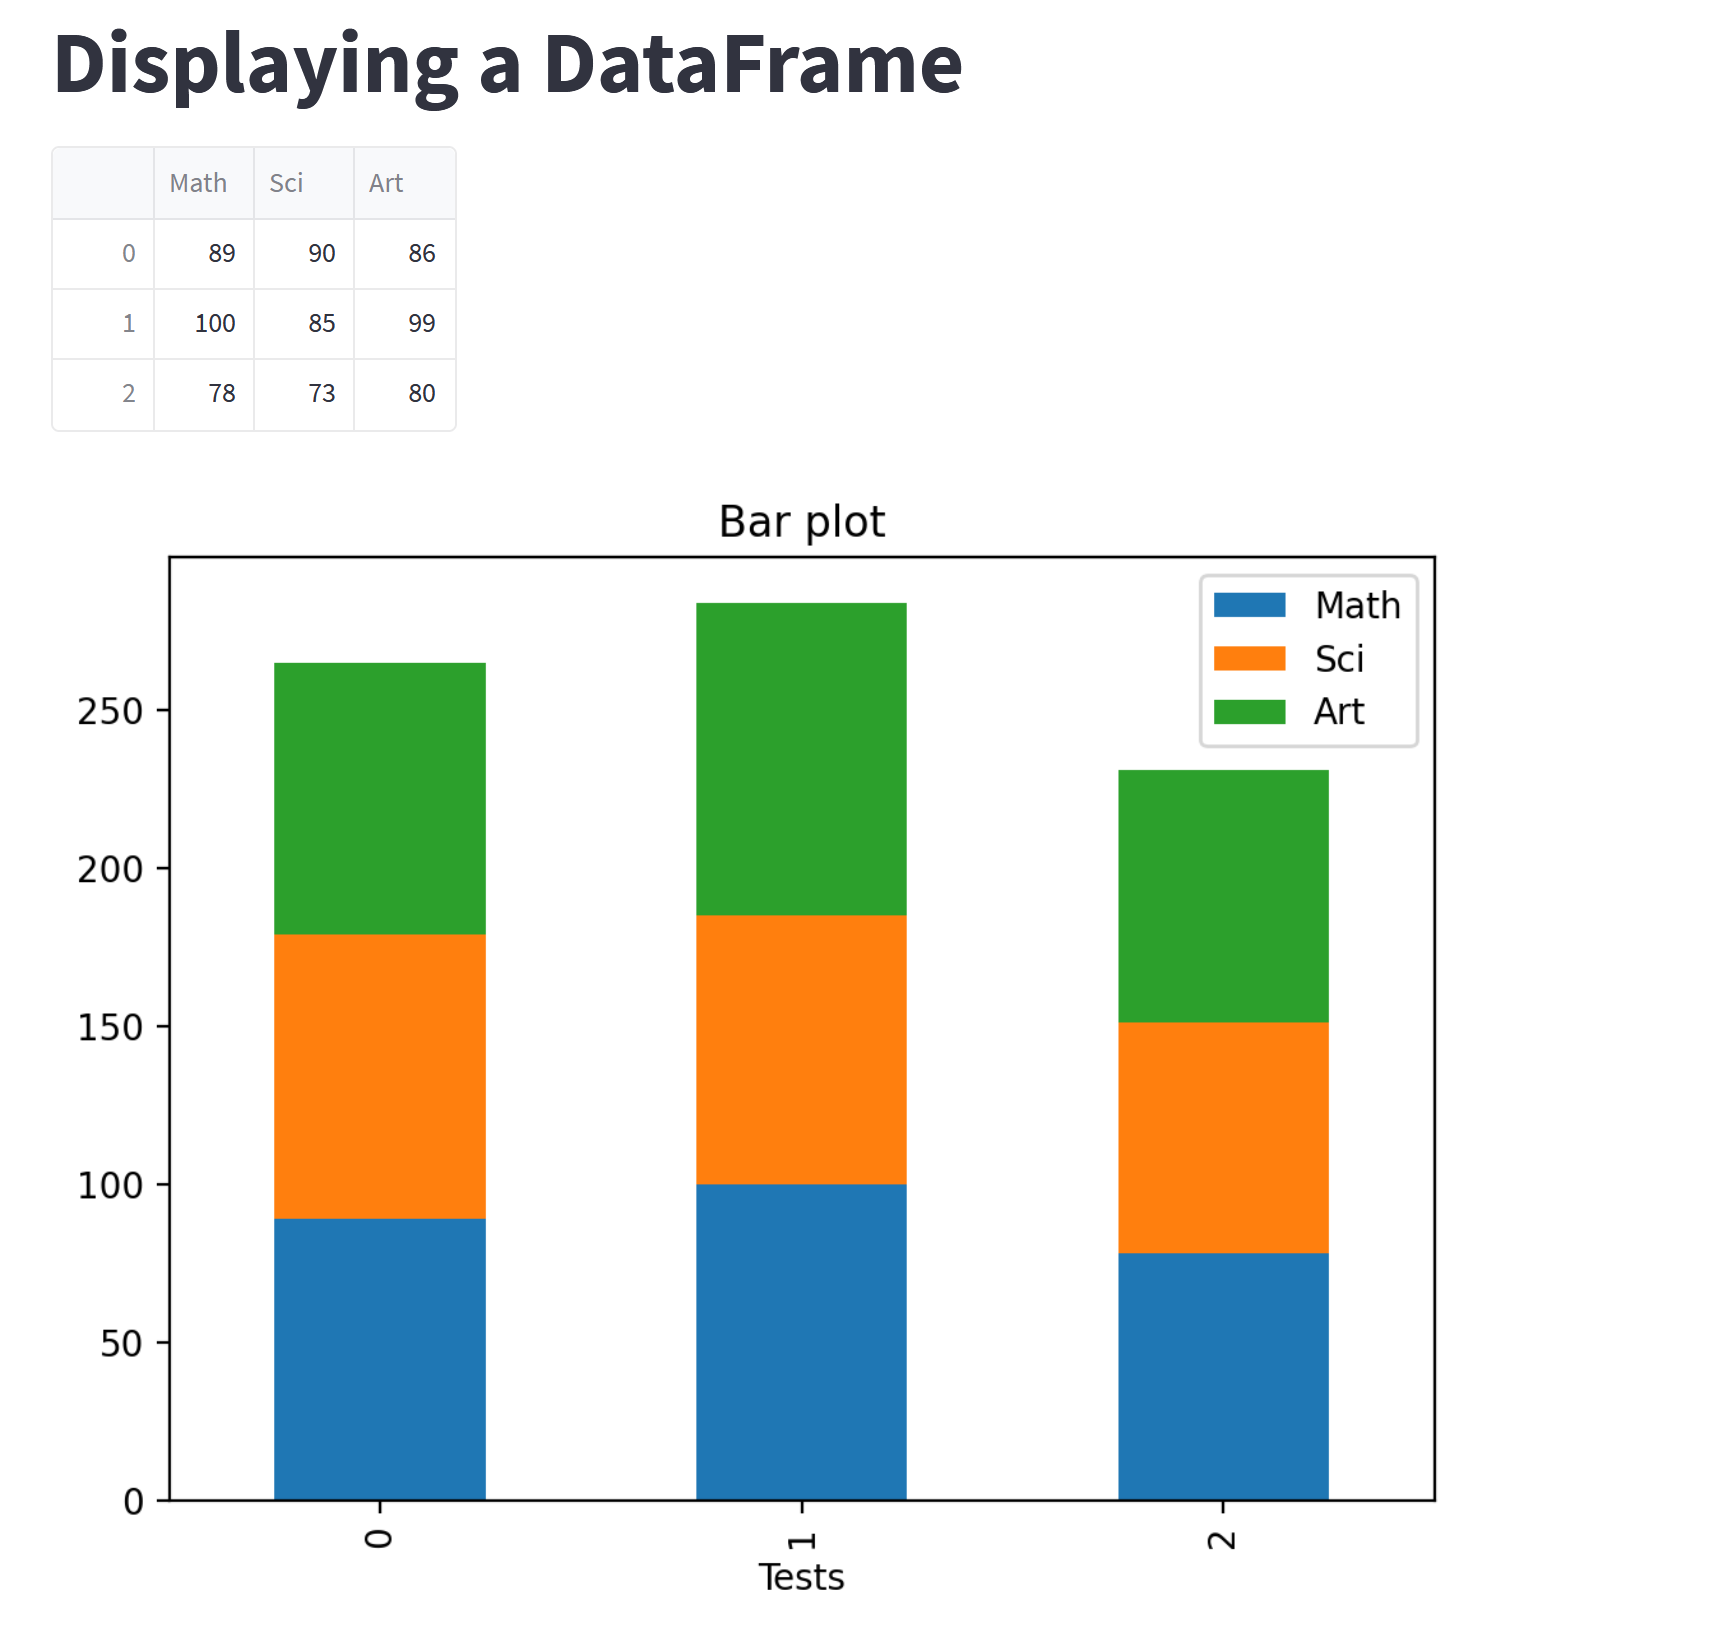 Displaying a DataFrame
Math Sci Art
0 89 90 86
1 100 85 99
2 78 73 80
Bar plot
Math
Sci
Art
250
200
150
100
50
0
0 1 2
Tests